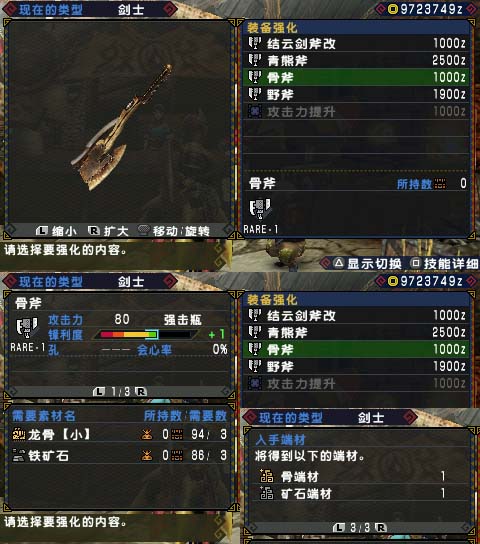 现在的类型 剑士
9723749z
装备强化
结云剑斧改 1000z
青熊斧 2500z
骨斧 1000z
野斧 1900z
攻击力提升 1000z
骨斧 所持数 0
RARE-1
L 缩小 R 扩大 移动/旋转
请选择要强化的内容。
△ 显示切换 □ 技能详细
现在的类型 剑士
9723749z
骨斧
RARE-1
攻击力 80 强击瓶
锋利度 +1
孔 --- 会心率 0%
L 1/3 R
装备强化
结云剑斧改 1000z
青熊斧 2500z
骨斧 1000z
野斧 1900z
攻击力提升 1000z
需要素材名 所持数/需要数
龙骨【小】 0 94/ 3
铁矿石 0 86/ 3
请选择要强化的内容。
现在的类型 剑士
入手端材
将得到以下的端材。
骨端材 1
矿石端材 1
L 3/3 R